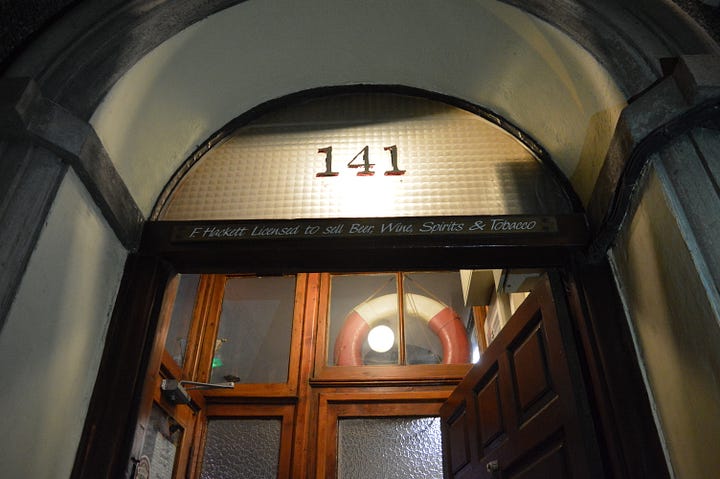 141
F Hackett Licensed to sell Beer, Wine, Spirits & Tobacco